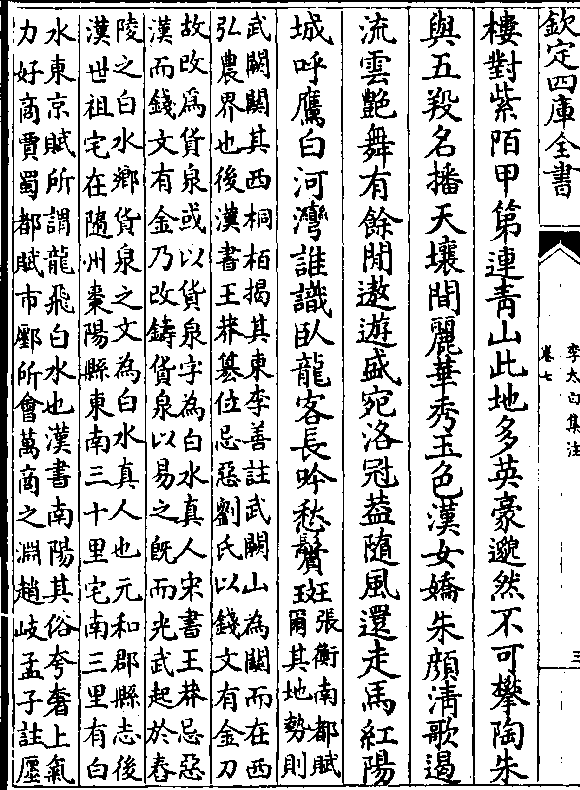 欽定四庫全書
李太白集注
卷七
三
樓對紫陌甲第連青山此地多英豪邈然不可攀陶朱
與五羖名播天壤間麗華秀玉色漢女嬌朱顔淸歌遏
流雲艶舞有餘閒遨遊盛宛洛冠葢隨風還走馬紅陽
城呼鷹白河灣誰識臥龍客長吟愁鬢斑
王張衡南都賦
爾其地勢則
武闕闗其西桐柏揭其東李善註武闕山為闗而在西
弘農界也後漢書王莽簒位忌惡劉氏以錢文有金刀
故改為貨泉或以貨泉字為白水真人宋書王莽忌惡
漢而錢文有金乃改鑄貨泉以易之旣而光武起於舂
陵之白水鄉貨泉之文為白水真人也元和郡縣志後
漢世祖宅在隨州棗陽縣東南三十里宅南三里有白
水東京賦所謂龍飛白水也漢書南陽其俗夸奢上氣
力好商賈蜀都賦市鄽所會萬商之淵趙岐孟子註廛